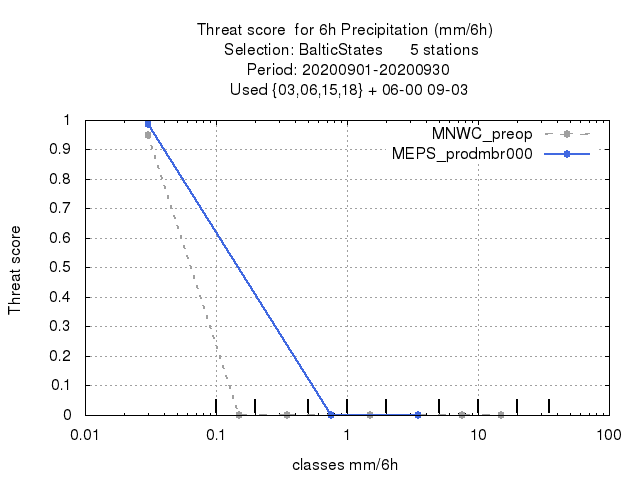 Threat score  for 6h Precipitation (mm/6h)
Selection: BalticStates      5 stations
Period: 20200901-20200930
Used {03,06,15,18} + 06-00 09-03
MNWC_preop
MEPS_prodmbr000
Threat score
1
0.9
0.8
0.7
0.6
0.5
0.4
0.3
0.2
0.1
0
0.01 0.1 1 10 100
classes mm/6h